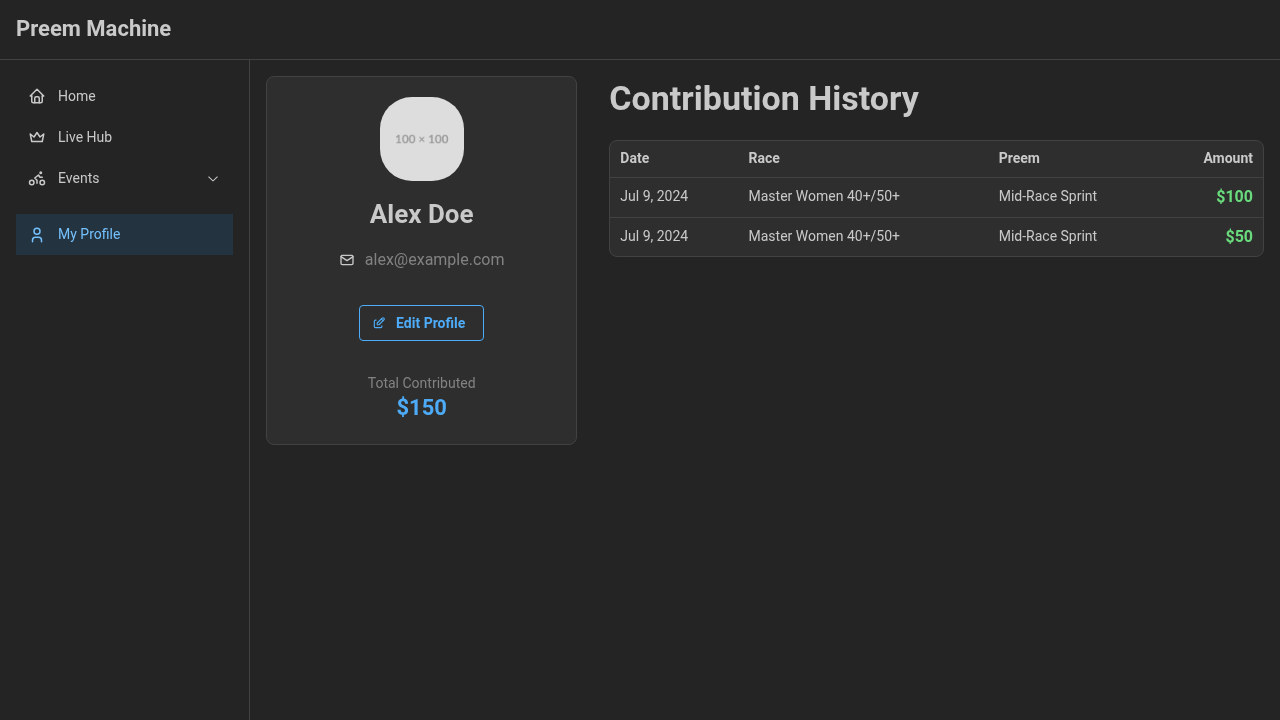 Preem Machine
Home
Live Hub
Events
My Profile
100 × 100
Alex Doe
alex@example.com
Edit Profile
Total Contributed
$150
Contribution History
Date Race Preem Amount
Jul 9, 2024 Master Women 40+/50+ Mid-Race Sprint $100
Jul 9, 2024 Master Women 40+/50+ Mid-Race Sprint $50